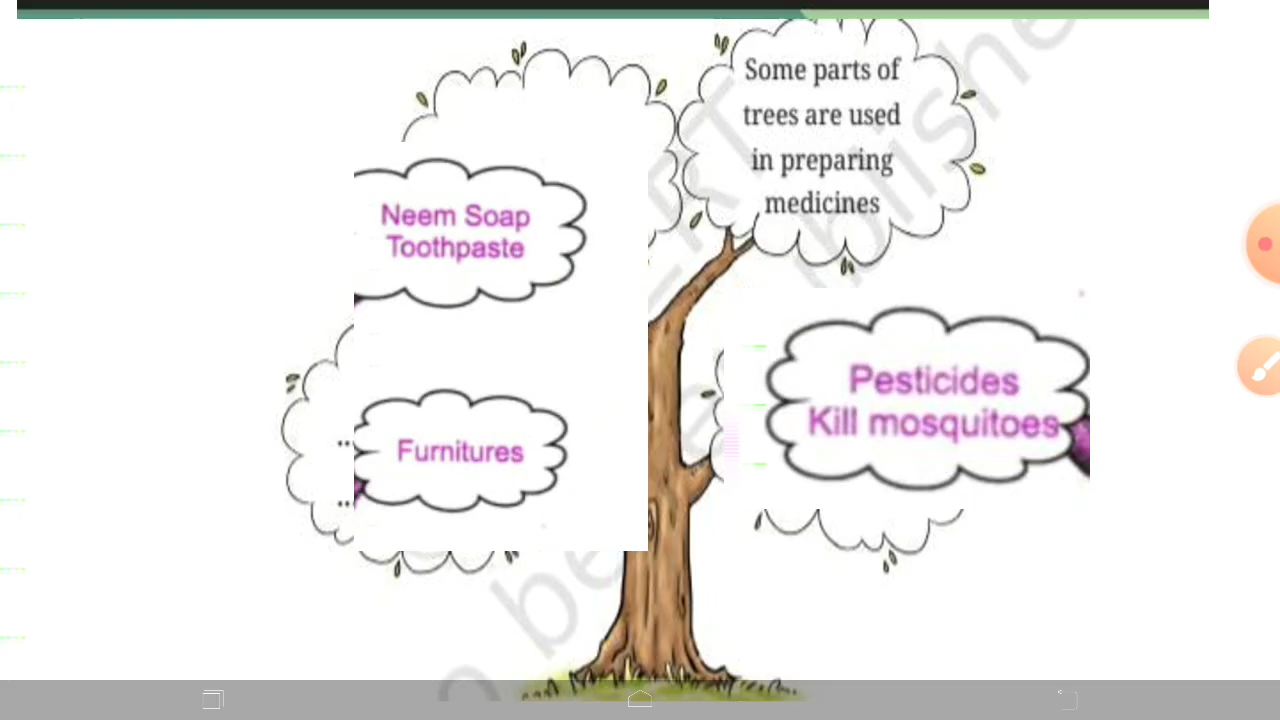 Some parts of
trees are used
in preparing
medicines
Neem Soap
Toothpaste
Pesticides
Kill mosquitoes
Furnitures